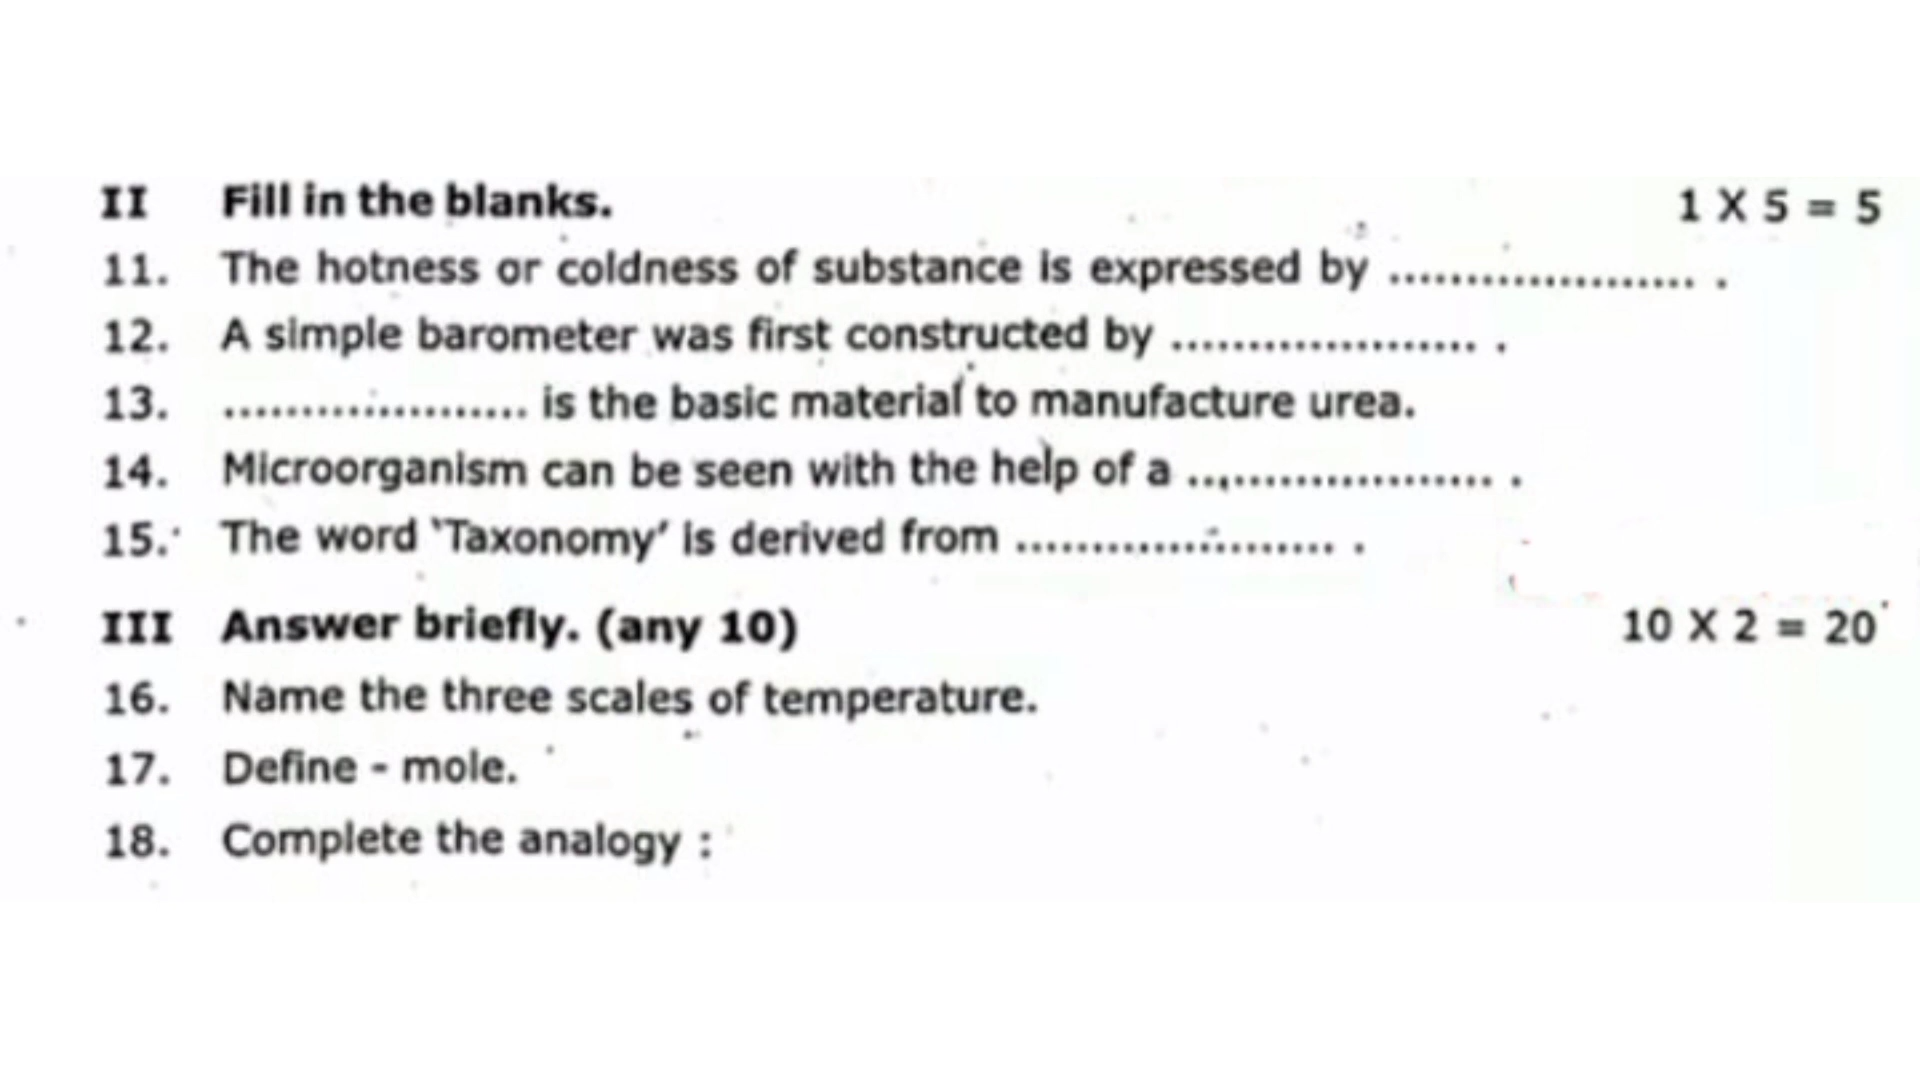 II Fill in the blanks. 1 X 5 = 5
11. The hotness or coldness of substance is expressed by .................... .
12. A simple barometer was first constructed by .................... .
13. .................... is the basic material to manufacture urea.
14. Microorganism can be seen with the help of a .................... .
15. The word 'Taxonomy' is derived from ..................... .
III Answer briefly. (any 10) 10 X 2 = 20
16. Name the three scales of temperature.
17. Define - mole.
18. Complete the analogy :